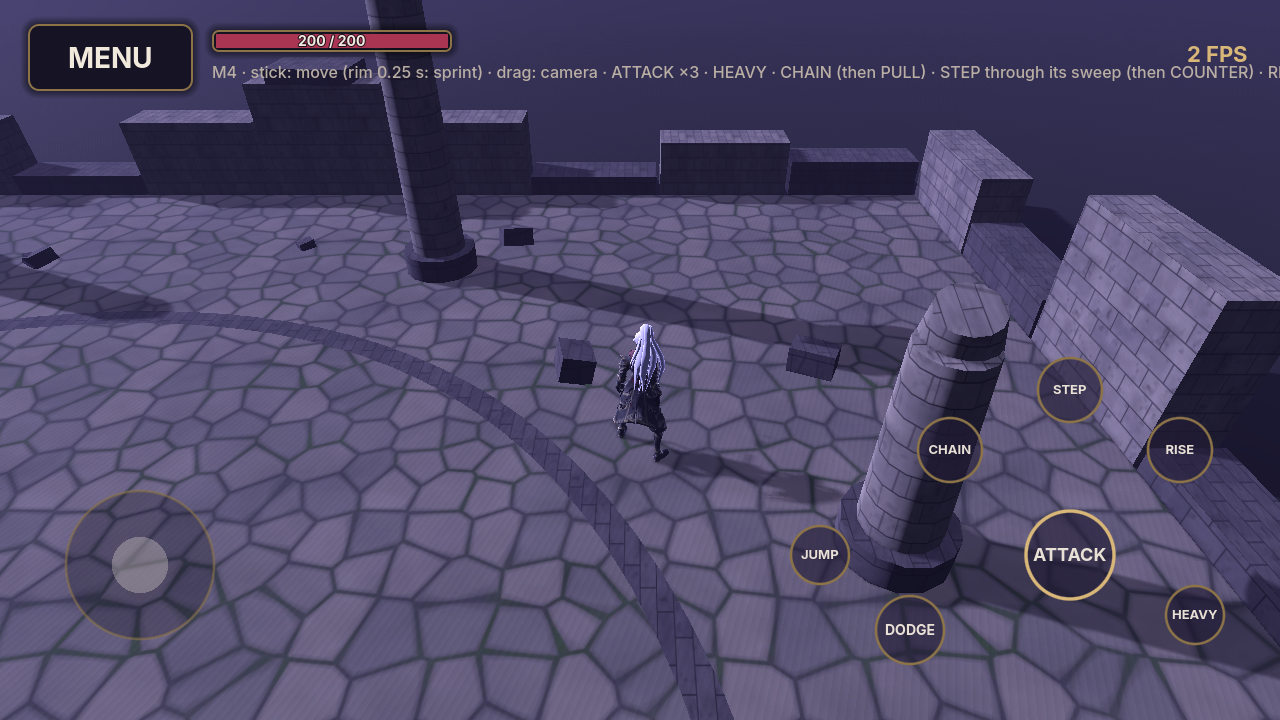 MENU
200 / 200
2 FPS
M4 · stick: move (rim 0.25 s: sprint) · drag: camera · ATTACK ×3 · HEAVY · CHAIN (then PULL) · STEP through its sweep (then COUNTER) ·
STEP
CHAIN
RISE
JUMP
ATTACK
DODGE
HEAVY